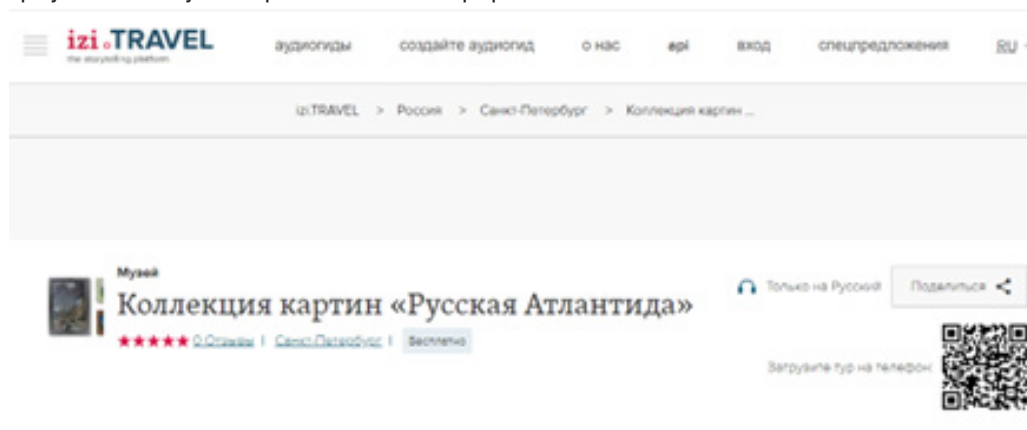 izi.TRAVEL
the storytelling platform
аудиогиды создайте аудиогид о нас api вход спецпредложения RU
izi.TRAVEL > Россия > Санкт-Петербург > Коллекция картин ...
Музей
Коллекция картин «Русская Атлантида»
Только на Русский Поделиться
★★★★★ 0 Отзывы | Санкт-Петербург | Бесплатно
Загрузите тур на телефон: